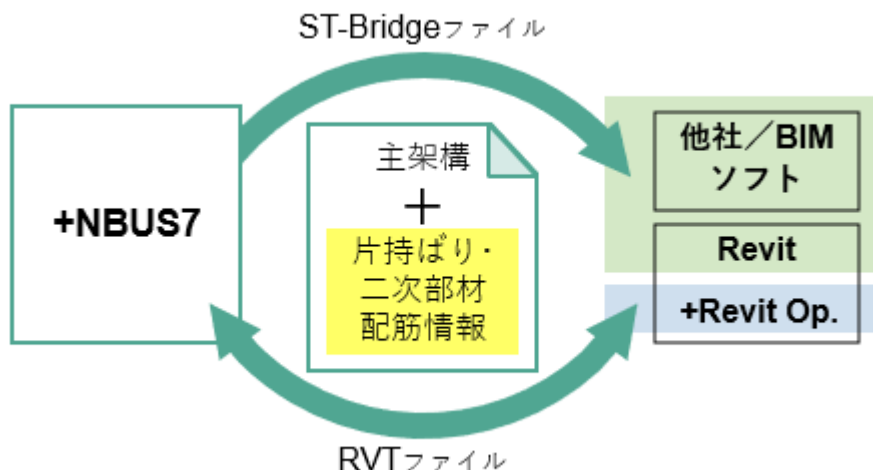 ST-Bridgeファイル
+NBUS7
主架構
+
片持ばり・
二次部材
配筋情報
他社／BIM
ソフト
Revit
+Revit Op.
RVTファイル